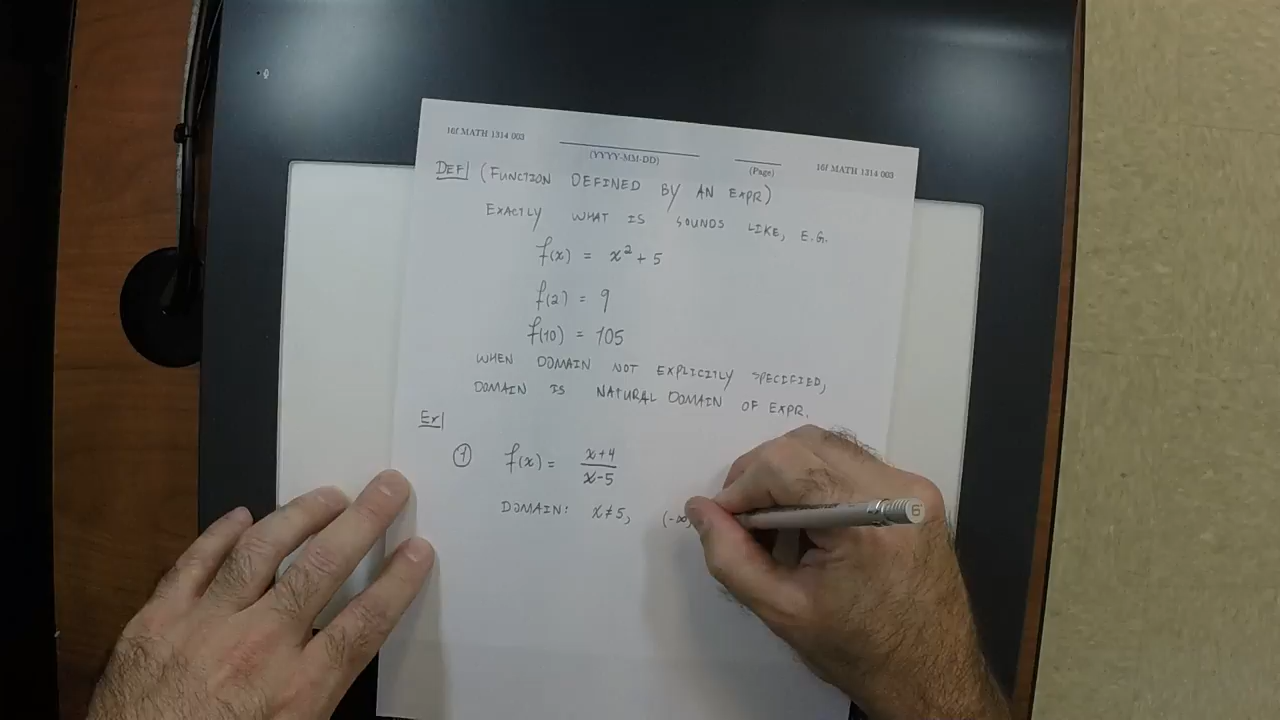 16f MATH 1314 003
(YYYY-MM-DD)
(Page)
16f MATH 1314 003
DEF (FUNCTION DEFINED BY AN EXPR)
EXACTLY WHAT IS SOUNDS LIKE, E.G.
f(x) = x² + 5
f(2) = 9
f(10) = 105
WHEN DOMAIN NOT EXPLICITLY SPECIFIED,
DOMAIN IS NATURAL DOMAIN OF EXPR.
EX
① f(x) = (x+4)/(x-5)
DOMAIN: x≠5, (-∞